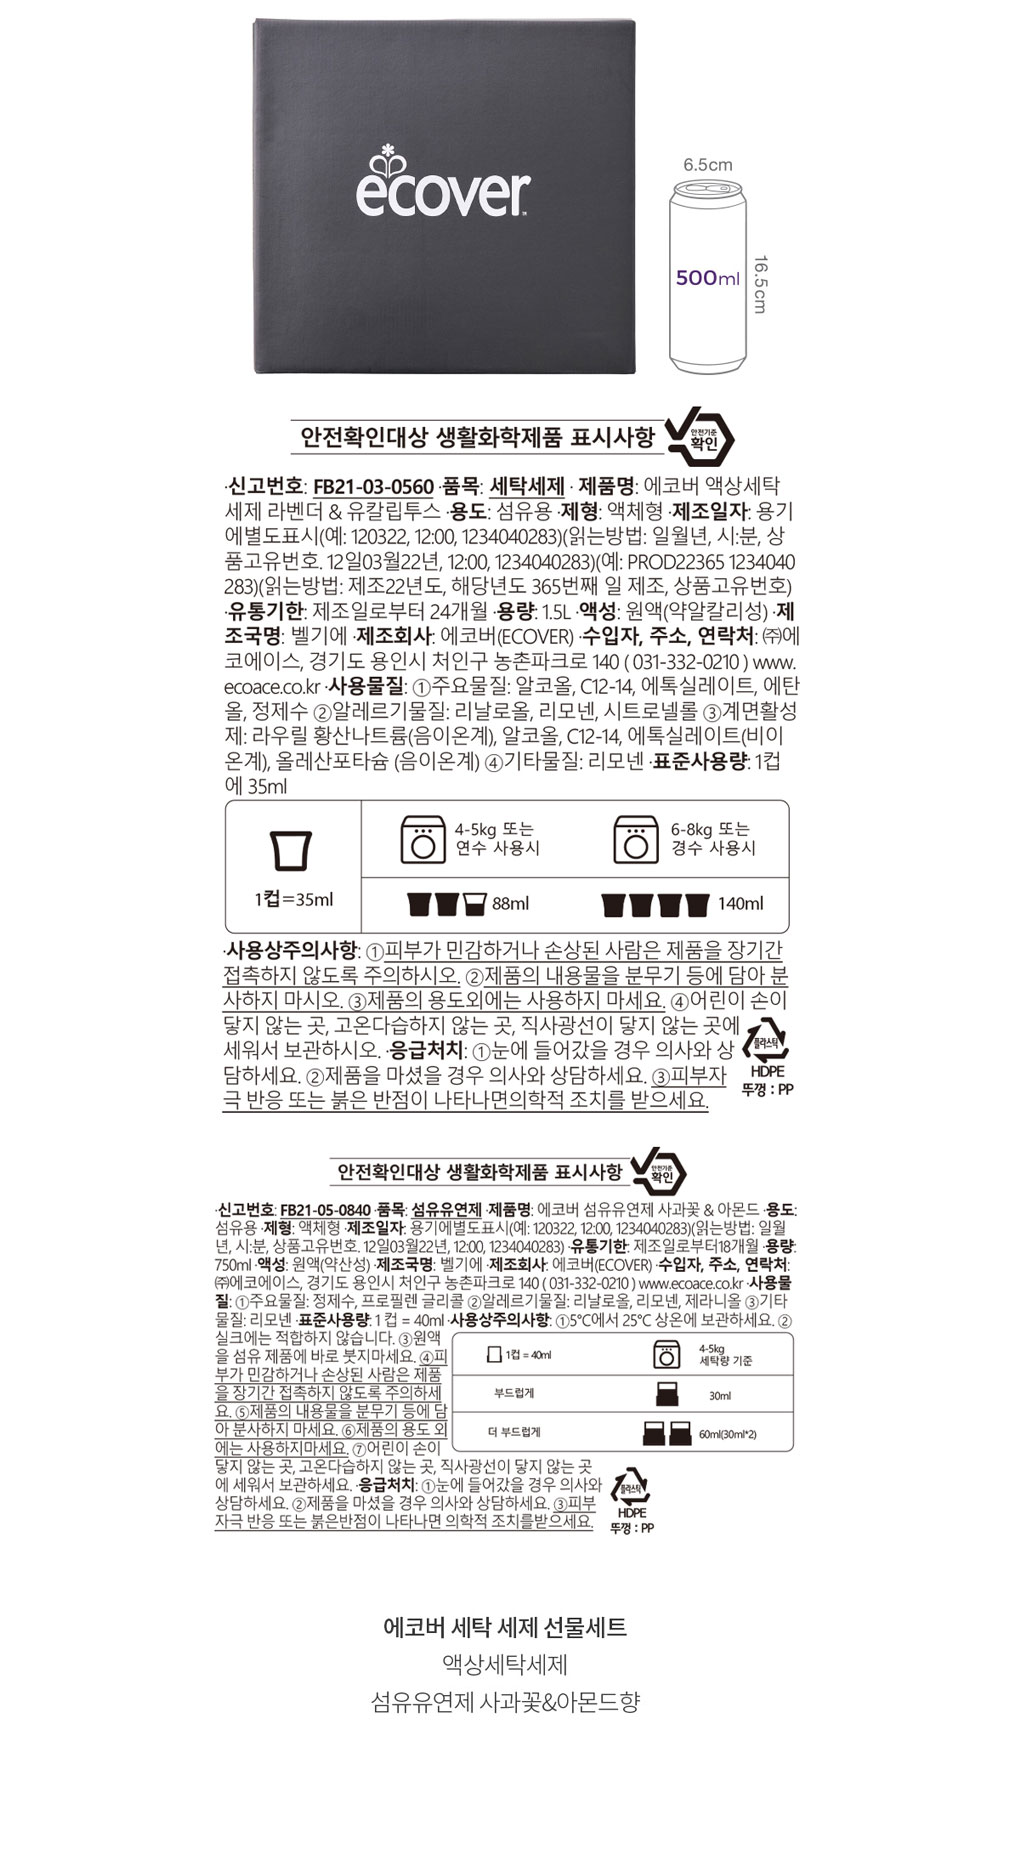 ecover
6.5cm
500ml
16.5cm
안전확인대상 생활화학제품 표시사항
안전기준
확인
·신고번호: FB21-03-0560 ·품목: 세탁세제 · 제품명: 에코버 액상세탁
세제 라벤더 & 유칼립투스 ·용도: 섬유용 ·제형: 액체형 ·제조일자: 용기
에별도표시(예: 120322, 12:00, 1234040283)(읽는방법: 일월년, 시:분, 상
품고유번호. 12일03월22년, 12:00, 1234040283)(예: PROD22365 1234040
283)(읽는방법: 제조22년도, 해당년도 365번째 일 제조, 상품고유번호)
·유통기한: 제조일로부터 24개월 ·용량: 1.5L ·액성: 원액(약알칼리성) ·제
조국명: 벨기에 ·제조회사: 에코버(ECOVER) ·수입자, 주소, 연락처: ㈜에
코에이스, 경기도 용인시 처인구 농촌파크로 140 ( 031-332-0210 ) www.
ecoace.co.kr ·사용물질: ①주요물질: 알코올, C12-14, 에톡실레이트, 에탄
올, 정제수 ②알레르기물질: 리날로올, 리모넨, 시트로넬롤 ③계면활성
제: 라우릴 황산나트륨(음이온계), 알코올, C12-14, 에톡실레이트(비이
온계), 올레산포타슘 (음이온계) ④기타물질: 리모넨 ·표준사용량: 1컵
에 35ml
4-5kg 또는
연수 사용시
6-8kg 또는
경수 사용시
1컵=35ml
88ml
140ml
·사용상주의사항: ①피부가 민감하거나 손상된 사람은 제품을 장기간
접촉하지 않도록 주의하시오. ②제품의 내용물을 분무기 등에 담아 분
사하지 마시오. ③제품의 용도외에는 사용하지 마세요. ④어린이 손이
닿지 않는 곳, 고온다습하지 않는 곳, 직사광선이 닿지 않는 곳에
세워서 보관하시오. ·응급처치: ①눈에 들어갔을 경우 의사와 상
담하세요. ②제품을 마셨을 경우 의사와 상담하세요. ③피부자
극 반응 또는 붉은 반점이 나타나면의학적 조치를 받으세요.
플라스틱
HDPE
뚜껑 : PP
안전확인대상 생활화학제품 표시사항
안전기준
확인
·신고번호: FB21-05-0840 ·품목: 섬유유연제 ·제품명: 에코버 섬유유연제 사과꽃 & 아몬드 ·용도:
섬유용 ·제형: 액체형 ·제조일자: 용기에별도표시(예: 120322, 12:00, 1234040283)(읽는방법: 일월
년, 시:분, 상품고유번호. 12일03월22년, 12:00, 1234040283) ·유통기한: 제조일로부터18개월 ·용량:
750ml ·액성: 원액(약산성) ·제조국명: 벨기에 ·제조회사: 에코버(ECOVER) ·수입자, 주소, 연락처:
㈜에코에이스, 경기도 용인시 처인구 농촌파크로 140 ( 031-332-0210 ) www.ecoace.co.kr ·사용물
질: ①주요물질: 정제수, 프로필렌 글리콜 ②알레르기물질: 리날로올, 리모넨, 제라니올 ③기타
물질: 리모넨 ·표준사용량: 1 컵 = 40ml ·사용상주의사항: ①5℃에서 25℃ 상온에 보관하세요. ②
실크에는 적합하지 않습니다. ③원액
을 섬유 제품에 바로 붓지마세요. ④피
부가 민감하거나 손상된 사람은 제품
을 장기간 접촉하지 않도록 주의하세
요. ⑤제품의 내용물을 분무기 등에 담
아 분사하지 마세요. ⑥제품의 용도 외
에는 사용하지마세요. ⑦어린이 손이
닿지 않는 곳, 고온다습하지 않는 곳, 직사광선이 닿지 않는 곳
에 세워서 보관하세요. ·응급처치: ①눈에 들어갔을 경우 의사와
상담하세요. ②제품을 마셨을 경우 의사와 상담하세요. ③피부
자극 반응 또는 붉은반점이 나타나면 의학적 조치를받으세요.
1컵 = 40ml
4-5kg
세탁량 기준
부드럽게
30ml
더 부드럽게
60ml(30ml*2)
플라스틱
HDPE
뚜껑 : PP
에코버 세탁 세제 선물세트
액상세탁세제
섬유유연제 사과꽃&아몬드향